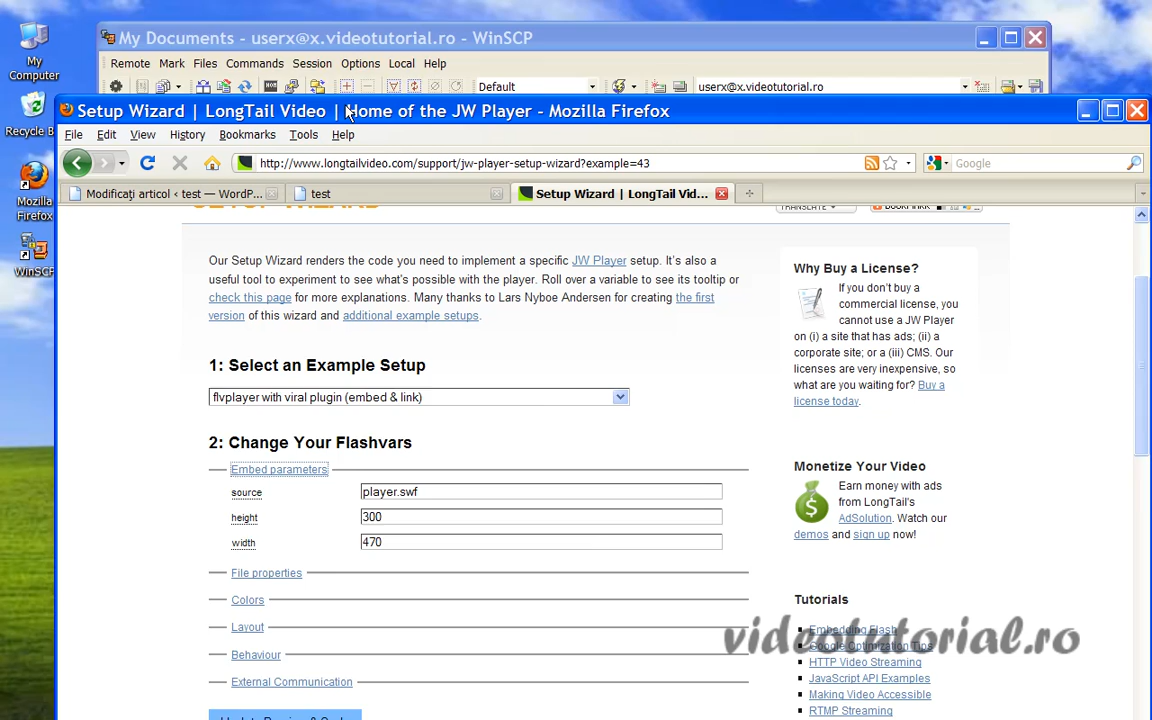 My Documents - userx@x.videotutorial.ro - WinSCP
Remote Mark Files Commands Session Options Local Help
Default
userx@x.videotutorial.ro
My
Computer
Recycle B
Mozilla
Firefox
WinSCP
Setup Wizard | LongTail Video | Home of the JW Player - Mozilla Firefox
File Edit View History Bookmarks Tools Help
http://www.longtailvideo.com/support/jw-player-setup-wizard?example=43
Google
Modificați articol ‹ test — WordP...
test
Setup Wizard | LongTail Vid...
SETUP WIZARD
TRANSLATE
BOOKMARK
Our Setup Wizard renders the code you need to implement a specific JW Player setup. It's also a
useful tool to experiment to see what's possible with the player. Roll over a variable to see its tooltip or
check this page for more explanations. Many thanks to Lars Nyboe Andersen for creating the first
version of this wizard and additional example setups.
1: Select an Example Setup
flvplayer with viral plugin (embed & link)
2: Change Your Flashvars
Embed parameters
source player.swf
height 300
width 470
File properties
Colors
Layout
Behaviour
External Communication
Update Preview & Code
Why Buy a License?
If you don't buy a
commercial license, you
cannot use a JW Player
on (i) a site that has ads; (ii) a
corporate site; or a (iii) CMS. Our
licenses are very inexpensive, so
what are you waiting for? Buy a
license today.
Monetize Your Video
Earn money with ads
from LongTail's
AdSolution. Watch our
demos and sign up now!
Tutorials
Embedding Flash
Google Optimization Tips
HTTP Video Streaming
JavaScript API Examples
Making Video Accessible
RTMP Streaming
videotutorial.ro